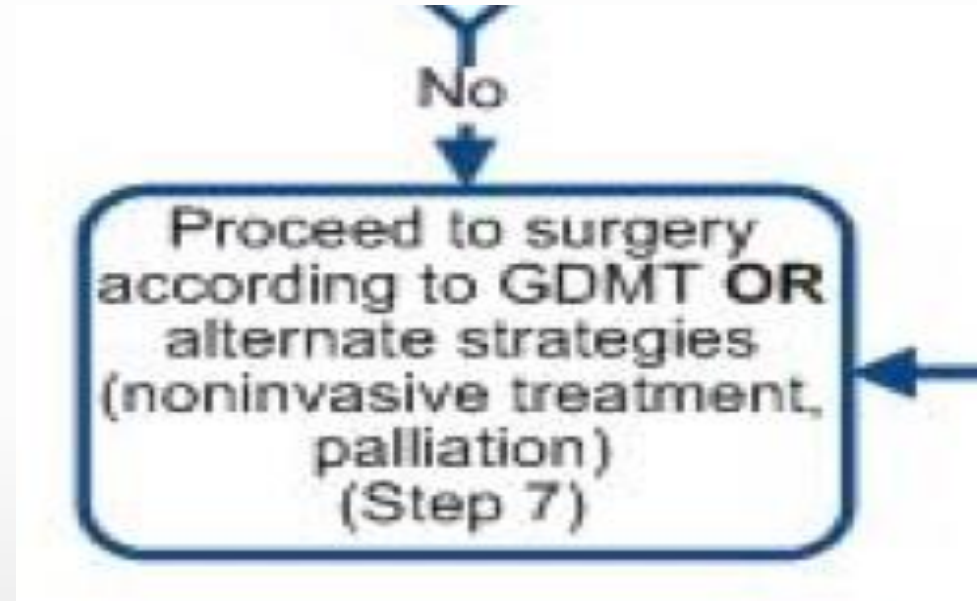 No
Proceed to surgery
according to GDMT OR
alternate strategies
(noninvasive treatment,
palliation)
(Step 7)